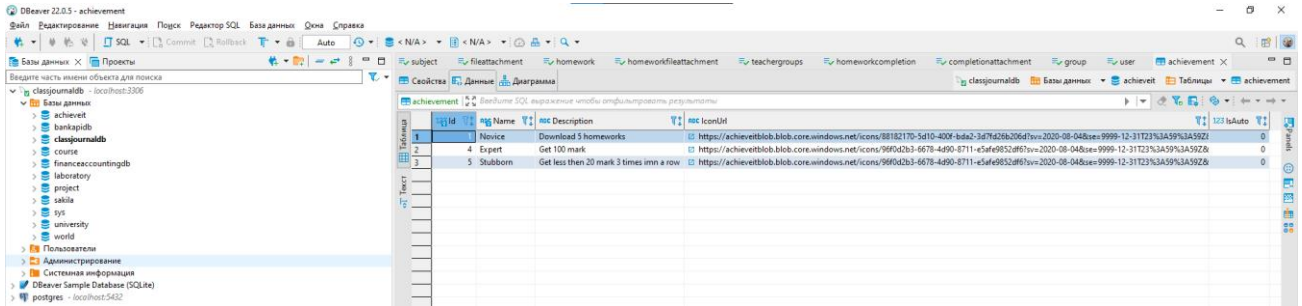 DBeaver 22.0.5 - achievement
Файл Редактирование Навигация Поиск Редактор SQL База данных Окна Справка
SQL Commit Rollback Auto < N/A > < N/A >
Базы данных Проекты
Введите часть имени объекта для поиска
classjournaldb - localhost:3306
Базы данных
achieveit
bankapidb
classjournaldb
course
financeaccountingdb
laboratory
project
sakila
sys
university
world
Пользователи
Администрирование
Системная информация
DBeaver Sample Database (SQLite)
postgres - localhost:5432
subject fileattachment homework homeworkfileattachment teachergroups homeworkcompletion completionattachment group user achievement
Свойства Данные Диаграмма classjournaldb Базы данных achieveit Таблицы achievement
achievement Введите SQL выражение чтобы отфильтровать результаты
Таблица
Текст
Id Name Description IconUrl 123 IsAuto
1 1 Novice Download 5 homeworks https://achieveitblob.blob.core.windows.net/icons/88182170-5d10-400f-bda2-3d7fd26b206d?sv=2020-08-04&se=9999-12-31T23%3A59%3A59Z& 0
2 4 Expert Get 100 mark https://achieveitblob.blob.core.windows.net/icons/96f0d2b3-6678-4d90-8711-e5afe9852df6?sv=2020-08-04&se=9999-12-31T23%3A59%3A59Z& 0
3 5 Stubborn Get less then 20 mark 3 times imn a row https://achieveitblob.blob.core.windows.net/icons/96f0d2b3-6678-4d90-8711-e5afe9852df6?sv=2020-08-04&se=9999-12-31T23%3A59%3A59Z& 0
Panels